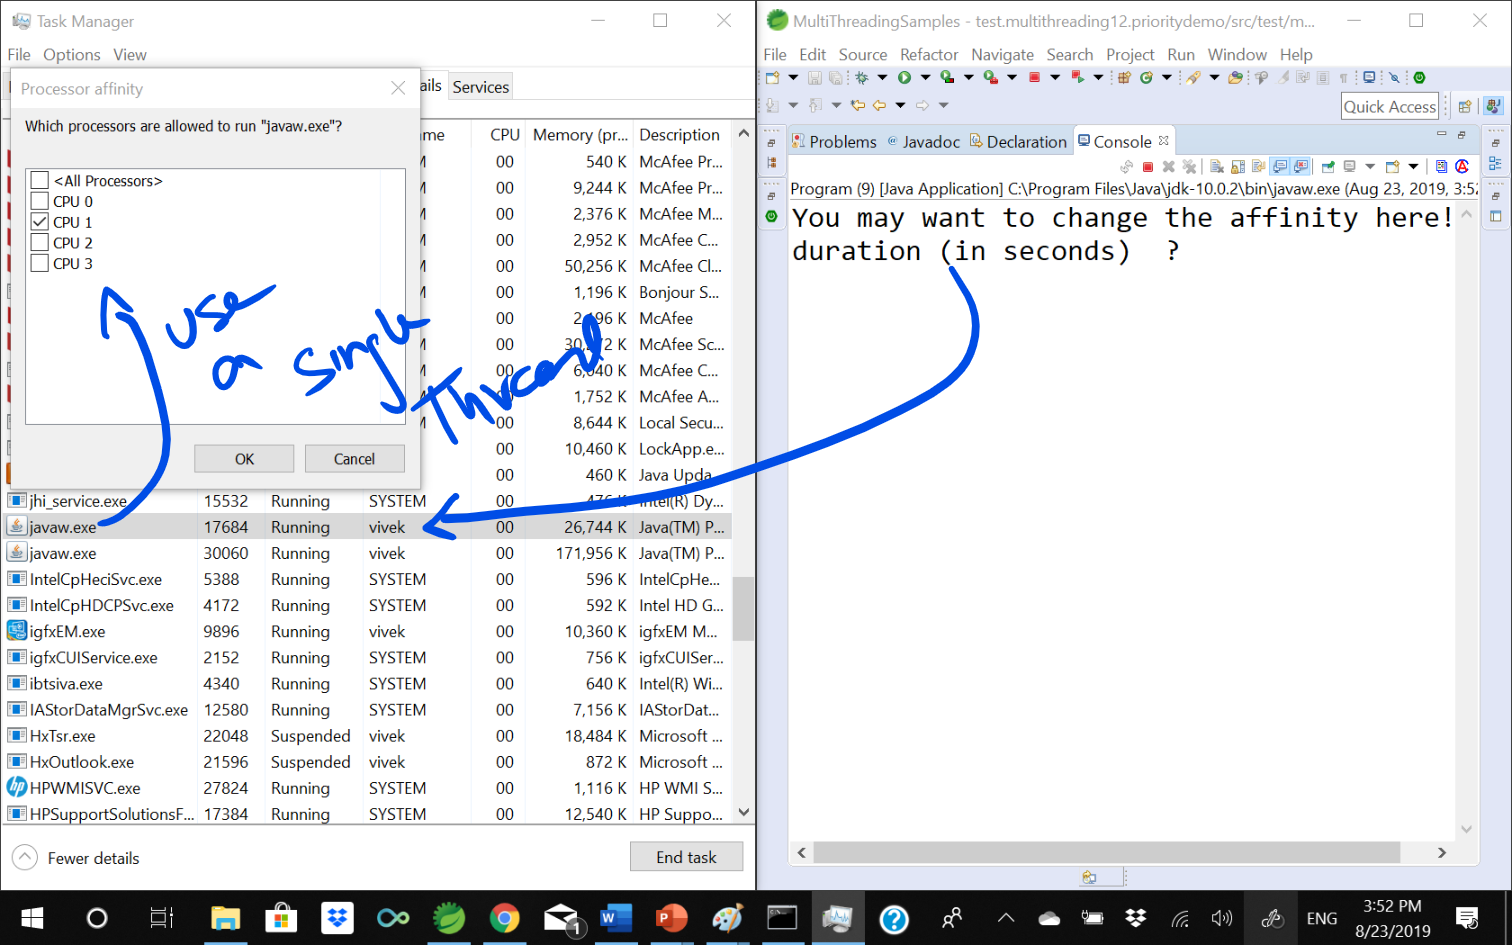 Task Manager
File Options View
Processor affinity
Which processors are allowed to run "javaw.exe"?
<All Processors>
CPU 0
CPU 1
CPU 2
CPU 3
OK Cancel
ails Services
me CPU Memory (pr... Description
00 540 K McAfee Pr...
00 9,244 K McAfee Pr...
00 2,376 K McAfee M...
00 2,952 K McAfee C...
00 50,256 K McAfee Cl...
00 1,196 K Bonjour S...
00 McAfee
00 McAfee Sc...
00 McAfee C...
00 1,752 K McAfee A...
00 8,644 K Local Secu...
00 10,460 K LockApp.e...
00 460 K Java Upda
jhi_service.exe 15532 Running SYSTEM 00 476 K Intel(R) Dy...
javaw.exe 17684 Running vivek 00 26,744 K Java(TM) P...
javaw.exe 30060 Running vivek 00 171,956 K Java(TM) P...
IntelCpHeciSvc.exe 5388 Running SYSTEM 00 596 K IntelCpHe...
IntelCpHDCPSvc.exe 4172 Running SYSTEM 00 592 K Intel HD G...
igfxEM.exe 9896 Running vivek 00 10,360 K igfxEM M...
igfxCUIService.exe 2152 Running SYSTEM 00 756 K igfxCUISer...
ibtsiva.exe 4340 Running SYSTEM 00 640 K Intel(R) Wi...
IAStorDataMgrSvc.exe 12580 Running SYSTEM 00 7,156 K IAStorDat...
HxTsr.exe 22048 Suspended vivek 00 18,484 K Microsoft ...
HxOutlook.exe 21596 Suspended vivek 00 872 K Microsoft ...
HPWMISVC.exe 27824 Running SYSTEM 00 1,116 K HP WMI S...
HPSupportSolutionsF... 17384 Running SYSTEM 00 12,540 K HP Suppo...
Fewer details End task
use
on single
Thread
MultiThreadingSamples - test.multithreading12.prioritydemo/src/test/m...
File Edit Source Refactor Navigate Search Project Run Window Help
Quick Access
Problems Javadoc Declaration Console
Program (9) [Java Application] C:\Program Files\Java\jdk-10.0.2\bin\javaw.exe (Aug 23, 2019, 3:52
You may want to change the affinity here!
duration (in seconds) ?
hp
1
ENG
3:52 PM
8/23/2019